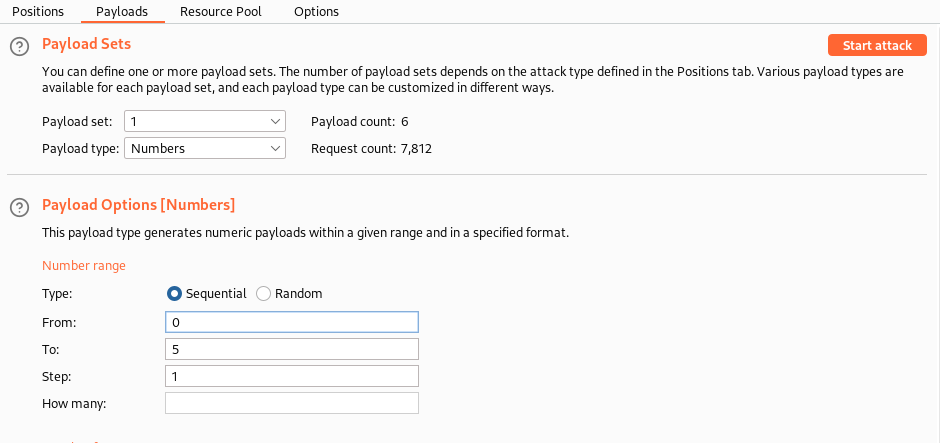 Positions Payloads Resource Pool Options
Payload Sets
Start attack
You can define one or more payload sets. The number of payload sets depends on the attack type defined in the Positions tab. Various payload types are
available for each payload set, and each payload type can be customized in different ways.
Payload set: 1 Payload count: 6
Payload type: Numbers Request count: 7,812
Payload Options [Numbers]
This payload type generates numeric payloads within a given range and in a specified format.
Number range
Type: Sequential Random
From: 0
To: 5
Step: 1
How many: